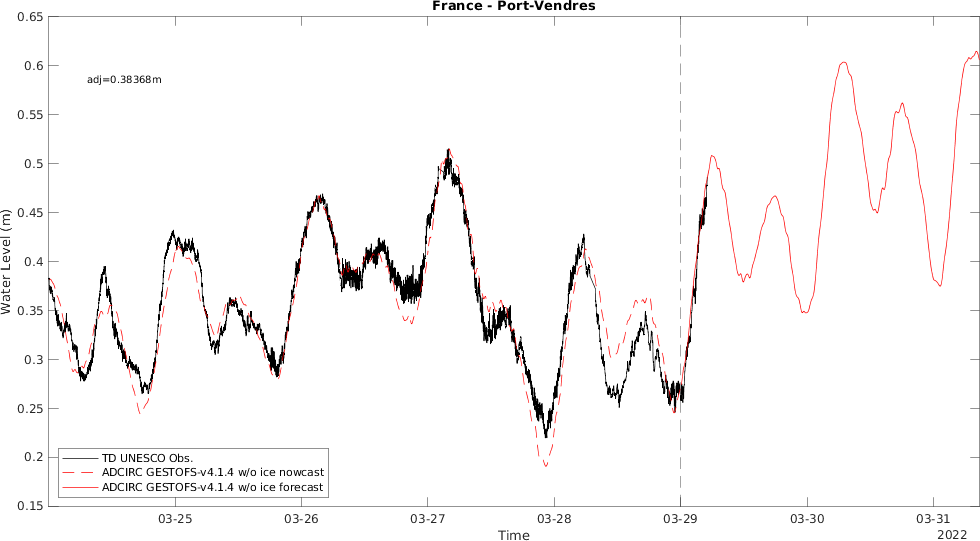 France - Port-Vendres
adj=0.38368m
Water Level (m)
0.65
0.6
0.55
0.5
0.45
0.4
0.35
0.3
0.25
0.2
0.15
TD UNESCO Obs.
ADCIRC GESTOFS-v4.1.4 w/o ice nowcast
ADCIRC GESTOFS-v4.1.4 w/o ice forecast
03-25 03-26 03-27 03-28 03-29 03-30 03-31
Time
2022